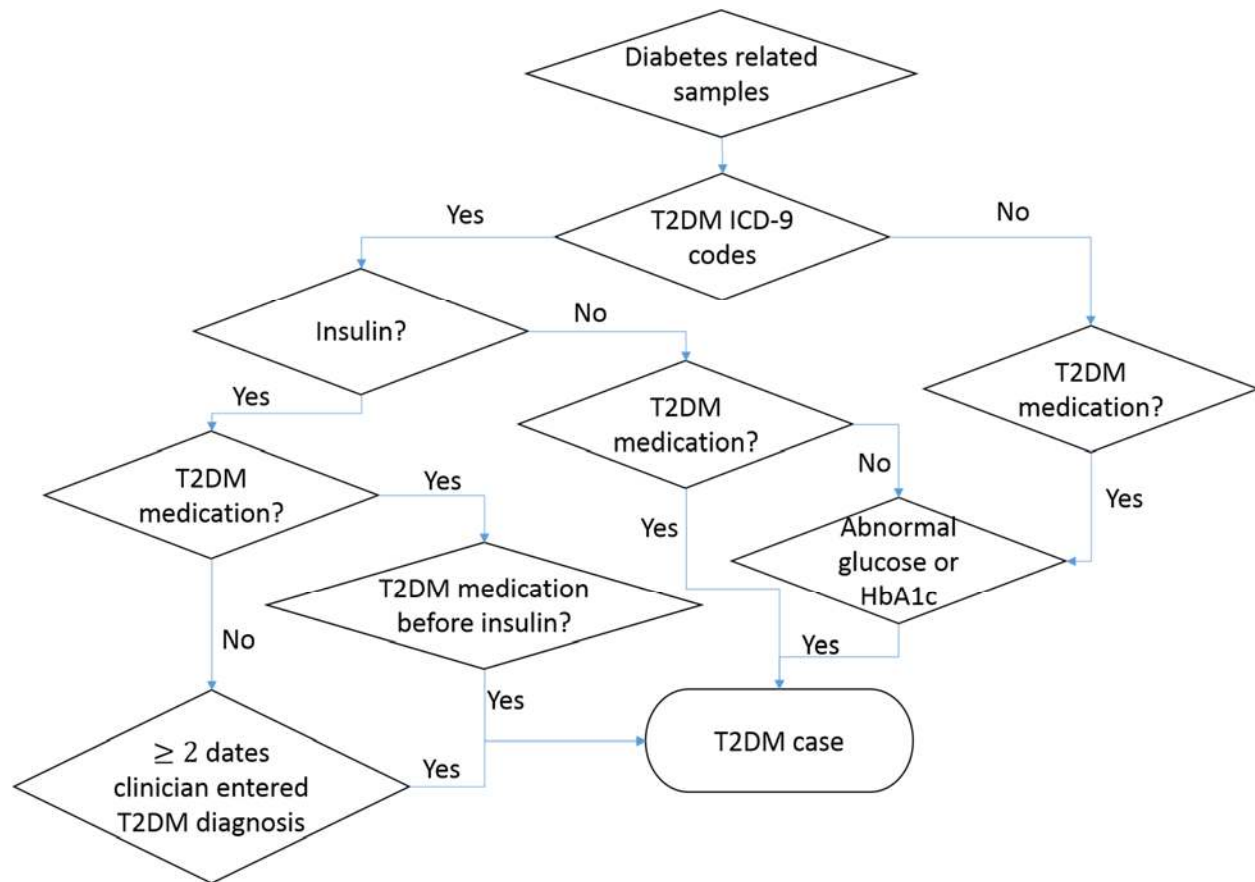 Diabetes related
samples
Yes
T2DM ICD-9
codes
No
Insulin?
No
T2DM
medication?
Yes
T2DM
medication?
No
T2DM
medication?
Yes
Yes
Yes
Abnormal
glucose or
HbA1c
T2DM medication
before insulin?
No
Yes
Yes
T2DM case
≥ 2 dates
clinician entered
T2DM diagnosis
Yes